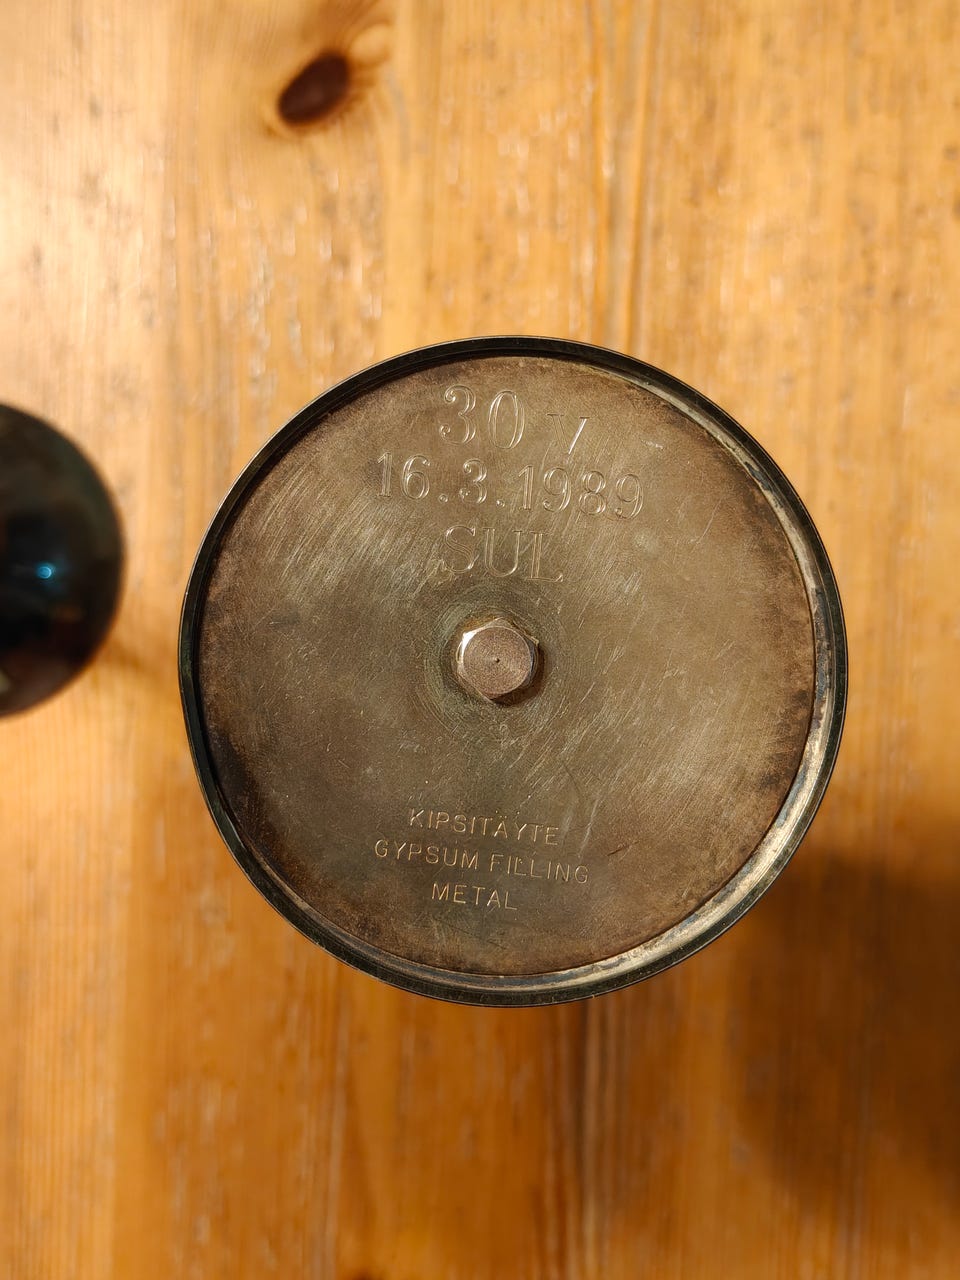 30 V
16.3.1989
SUL
KIPSITÄYTE
GYPSUM FILLING
METAL